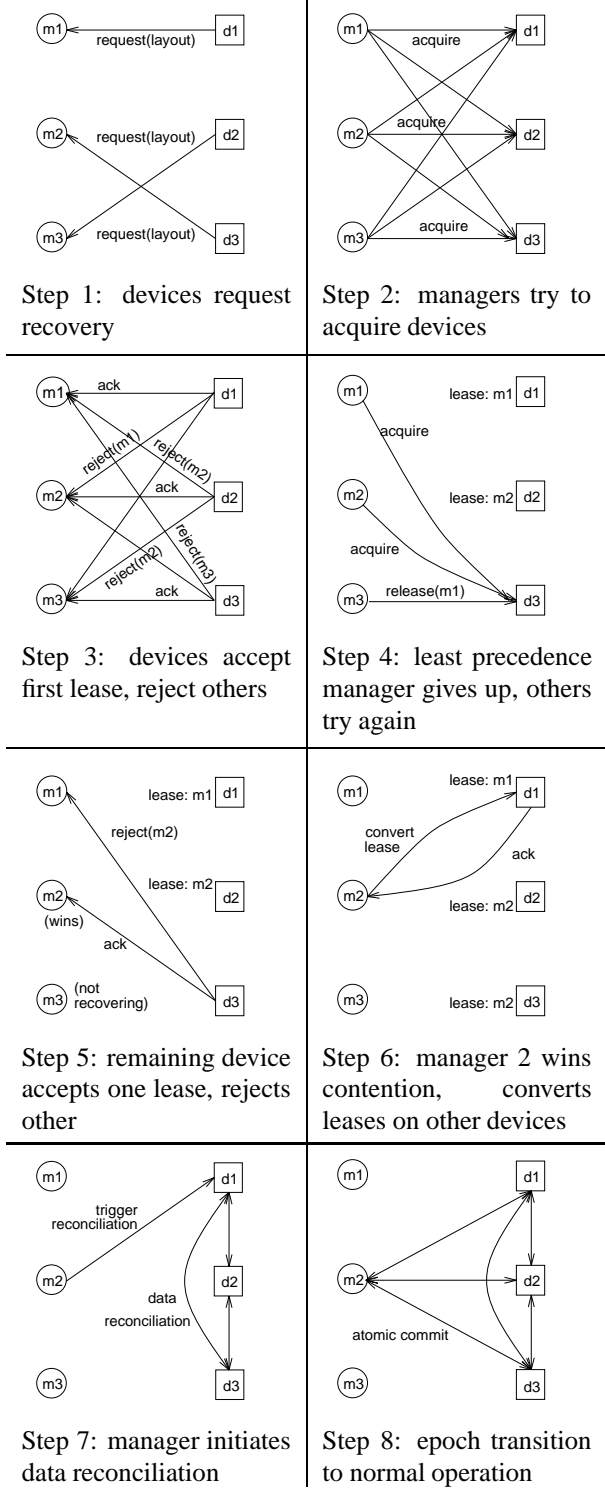 m1
d1
request(layout)
m2
request(layout)
d2
m3
request(layout)
d3
Step 1: devices request
recovery
m1
acquire
d1
m2
acquire
d2
m3
acquire
d3
Step 2: managers try to
acquire devices
m1
ack
d1
reject(m1)
reject(m2)
m2
ack
d2
reject(m2)
reject(m3)
m3
ack
d3
Step 3: devices accept
first lease, reject others
m1
lease: m1
d1
acquire
m2
lease: m2
d2
acquire
m3
release(m1)
d3
Step 4: least precedence
manager gives up, others
try again
m1
lease: m1
d1
reject(m2)
m2
lease: m2
d2
(wins)
ack
m3
(not
recovering)
d3
Step 5: remaining device
accepts one lease, rejects
other
m1
lease: m1
d1
convert
lease
ack
m2
lease: m2
d2
m3
lease: m2
d3
Step 6: manager 2 wins
contention, converts
leases on other devices
m1
d1
trigger
reconciliation
m2
d2
data
reconciliation
m3
d3
Step 7: manager initiates
data reconciliation
m1
d1
m2
d2
atomic commit
m3
d3
Step 8: epoch transition
to normal operation